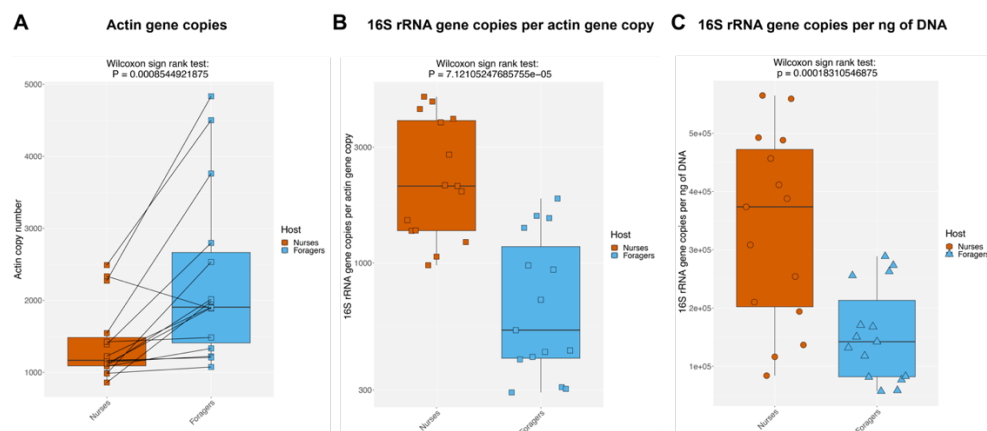 A Actin gene copies
Wilcoxon sign rank test:
P = 0.0008544921875
5000
4000
3000
2000
1000
Actin copy number
Nurses
Foragers
Host
Nurses
Foragers
B 16S rRNA gene copies per actin gene copy
Wilcoxon sign rank test:
P = 7.12105247685755e−05
3000
1000
300
16S rRNA gene copies per actin gene copy
Nurses
Foragers
Host
Nurses
Foragers
C 16S rRNA gene copies per ng of DNA
Wilcoxon sign rank test:
p = 0.00018310546875
5e+05
4e+05
3e+05
2e+05
1e+05
16S rRNA gene copies per ng of DNA
Nurses
Foragers
Host
Nurses
Foragers